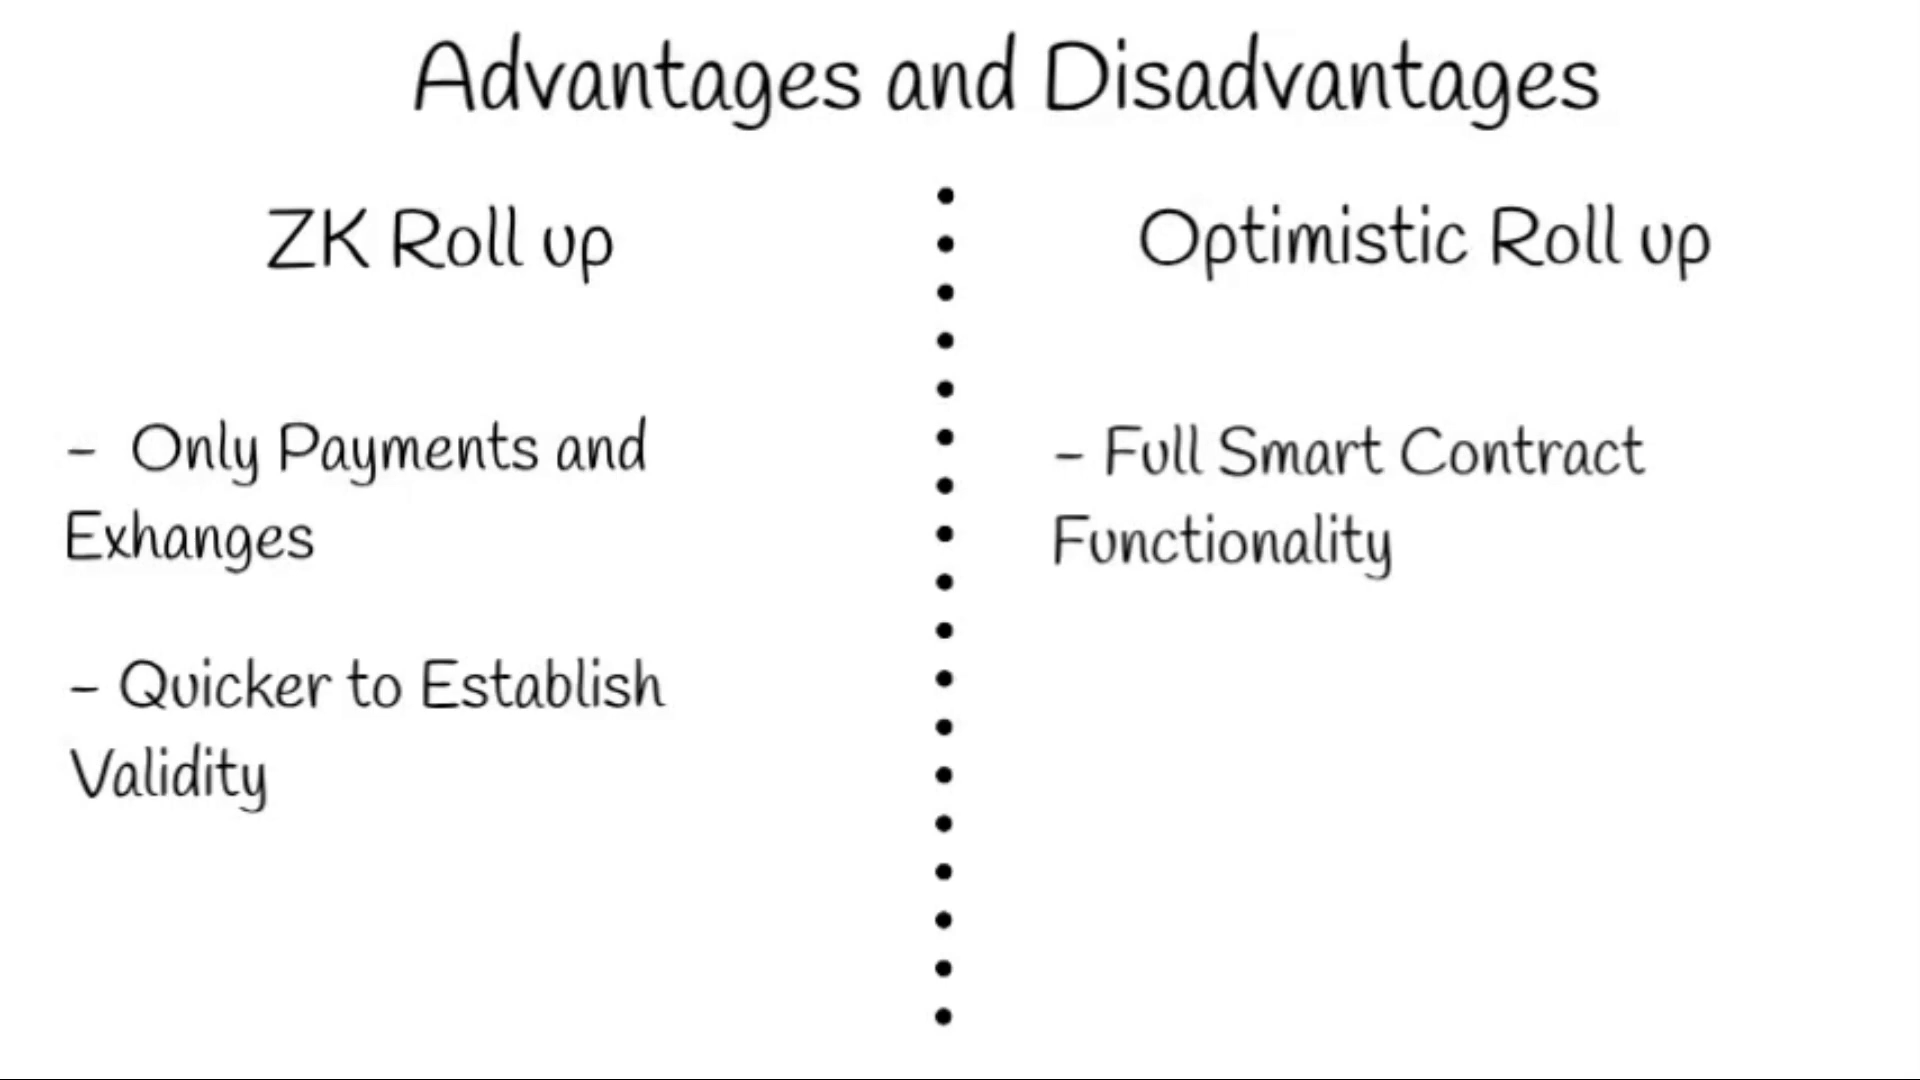 Advantages and Disadvantages
ZK Roll up
- Only Payments and
Exhanges
- Quicker to Establish
Validity
Optimistic Roll up
- Full Smart Contract
Functionality